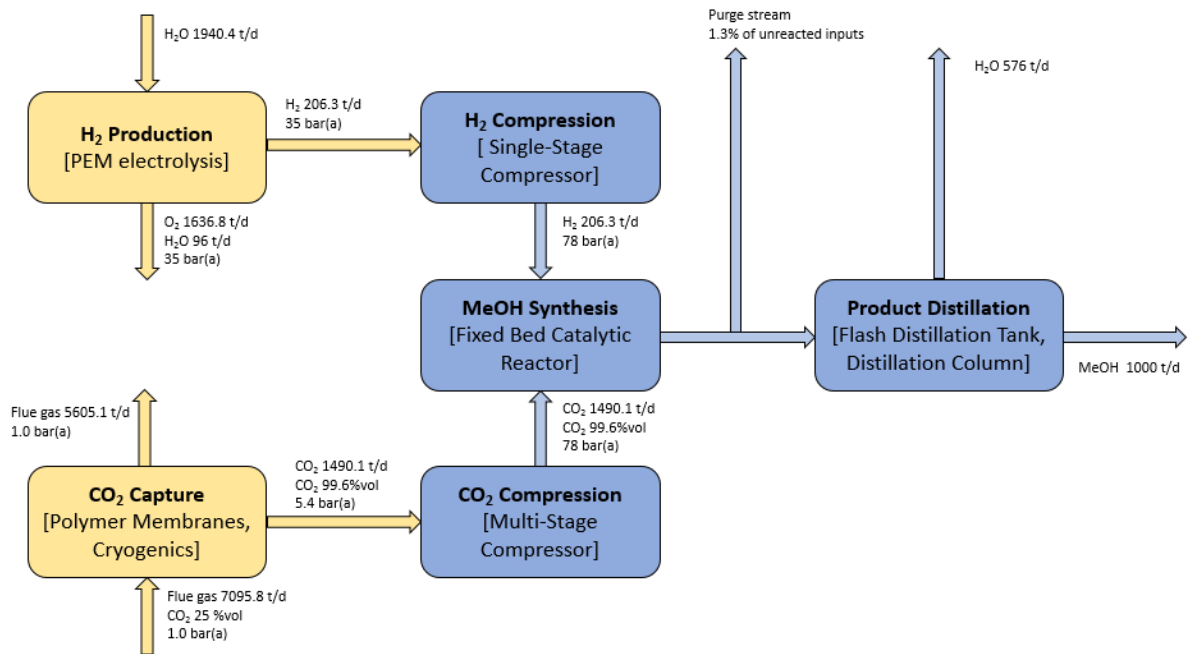 H₂O 1940.4 t/d
Purge stream
1.3% of unreacted inputs
H₂O 576 t/d
H₂ Production
[PEM electrolysis]
H₂ 206.3 t/d
35 bar(a)
H₂ Compression
[ Single-Stage
Compressor]
O₂ 1636.8 t/d
H₂O 96 t/d
35 bar(a)
H₂ 206.3 t/d
78 bar(a)
MeOH Synthesis
[Fixed Bed Catalytic
Reactor]
Product Distillation
[Flash Distillation Tank,
Distillation Column]
MeOH 1000 t/d
Flue gas 5605.1 t/d
1.0 bar(a)
CO₂ 1490.1 t/d
CO₂ 99.6%vol
78 bar(a)
CO₂ Capture
[Polymer Membranes,
Cryogenics]
CO₂ 1490.1 t/d
CO₂ 99.6%vol
5.4 bar(a)
CO₂ Compression
[Multi-Stage
Compressor]
Flue gas 7095.8 t/d
CO₂ 25 %vol
1.0 bar(a)